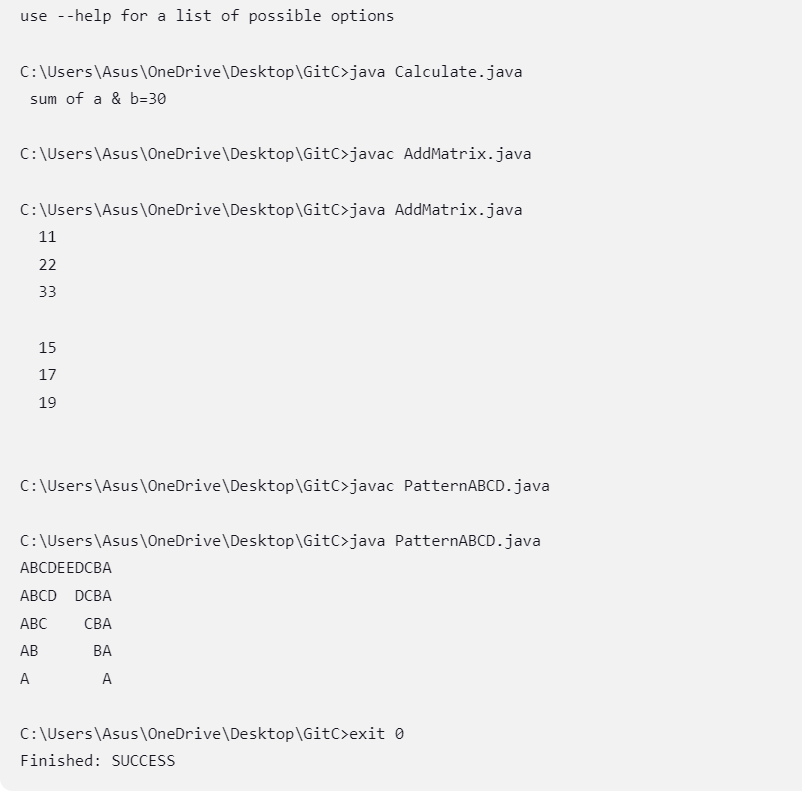 use --help for a list of possible options
C:\Users\Asus\OneDrive\Desktop\GitC>java Calculate.java
 sum of a & b=30
C:\Users\Asus\OneDrive\Desktop\GitC>javac AddMatrix.java
C:\Users\Asus\OneDrive\Desktop\GitC>java AddMatrix.java
  11
  22
  33
  15
  17
  19
C:\Users\Asus\OneDrive\Desktop\GitC>javac PatternABCD.java
C:\Users\Asus\OneDrive\Desktop\GitC>java PatternABCD.java
ABCDEEDCBA
ABCD  DCBA
ABC    CBA
AB      BA
A        A
C:\Users\Asus\OneDrive\Desktop\GitC>exit 0
Finished: SUCCESS